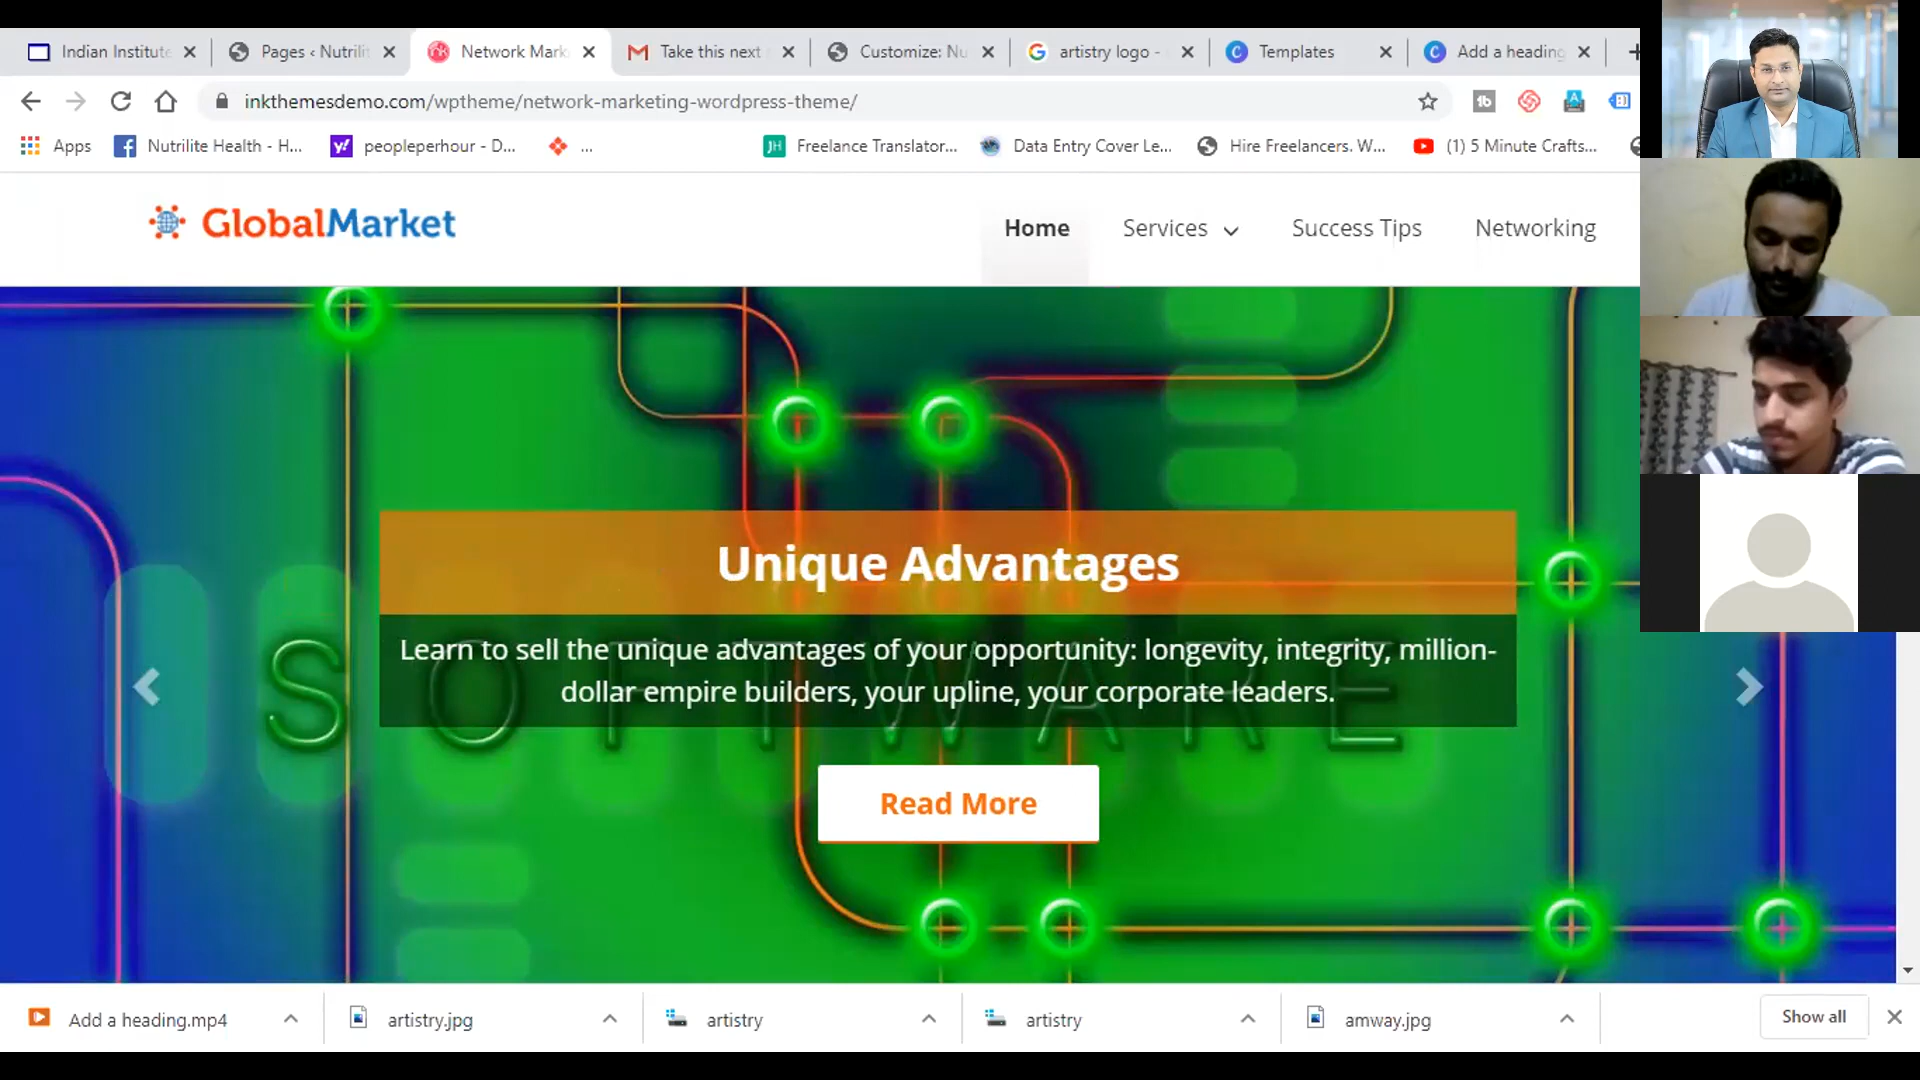 Indian Institute
Pages ‹ Nutrili
Network Mark
Take this next
Customize: Nu
artistry logo -
Templates
Add a heading
inkthemesdemo.com/wptheme/network-marketing-wordpress-theme/
Apps
Nutrilite Health - H...
peopleperhour - D...
...
Freelance Translator...
Data Entry Cover Le...
Hire Freelancers. W...
(1) 5 Minute Crafts...
GlobalMarket
Home
Services
Success Tips
Networking
Unique Advantages
Learn to sell the unique advantages of your opportunity: longevity, integrity, million-
dollar empire builders, your upline, your corporate leaders.
SOFTWARE
Read More
Add a heading.mp4
artistry.jpg
artistry
artistry
amway.jpg
Show all